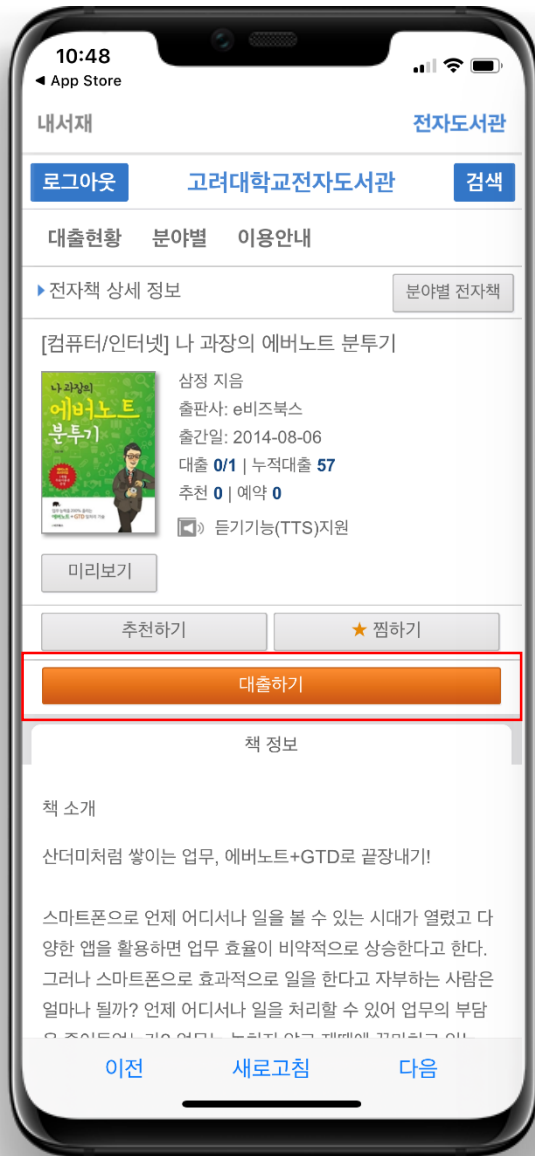 10:48
◀ App Store
내서재 전자도서관
로그아웃 고려대학교전자도서관 검색
대출현황 분야별 이용안내
전자책 상세 정보 분야별 전자책
[컴퓨터/인터넷] 나 과장의 에버노트 분투기
나 과장의
에버노트
분투기
삼정 지음
출판사: e비즈북스
출간일: 2014-08-06
대출 0/1 | 누적대출 57
추천 0 | 예약 0
듣기기능(TTS)지원
미리보기
추천하기 ★ 찜하기
대출하기
책 정보
책 소개
산더미처럼 쌓이는 업무, 에버노트+GTD로 끝장내기!
스마트폰으로 언제 어디서나 일을 볼 수 있는 시대가 열렸고 다
양한 앱을 활용하면 업무 효율이 비약적으로 상승한다고 한다.
그러나 스마트폰으로 효과적으로 일을 한다고 자부하는 사람은
얼마나 될까? 언제 어디서나 일을 처리할 수 있어 업무의 부담
이전 새로고침 다음